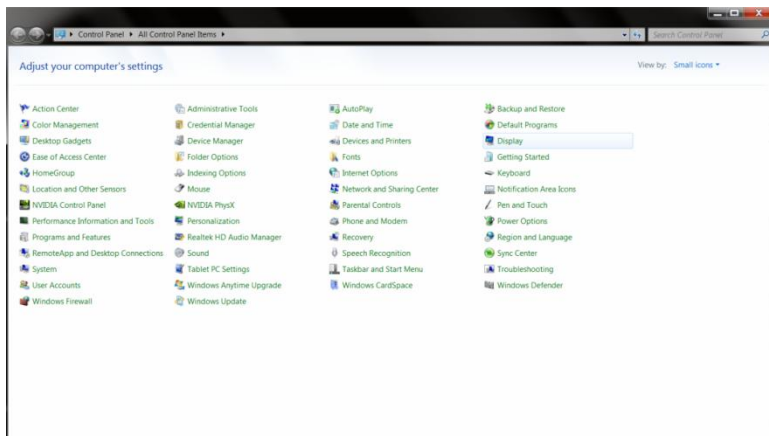 Control Panel ▸ All Control Panel Items ▸ Search Control Panel
Adjust your computer's settings View by: Small icons
Action Center Administrative Tools AutoPlay Backup and Restore
Color Management Credential Manager Date and Time Default Programs
Desktop Gadgets Device Manager Devices and Printers Display
Ease of Access Center Folder Options Fonts Getting Started
HomeGroup Indexing Options Internet Options Keyboard
Location and Other Sensors Mouse Network and Sharing Center Notification Area Icons
NVIDIA Control Panel NVIDIA PhysX Parental Controls Pen and Touch
Performance Information and Tools Personalization Phone and Modem Power Options
Programs and Features Realtek HD Audio Manager Recovery Region and Language
RemoteApp and Desktop Connections Sound Speech Recognition Sync Center
System Tablet PC Settings Taskbar and Start Menu Troubleshooting
User Accounts Windows Anytime Upgrade Windows CardSpace Windows Defender
Windows Firewall Windows Update